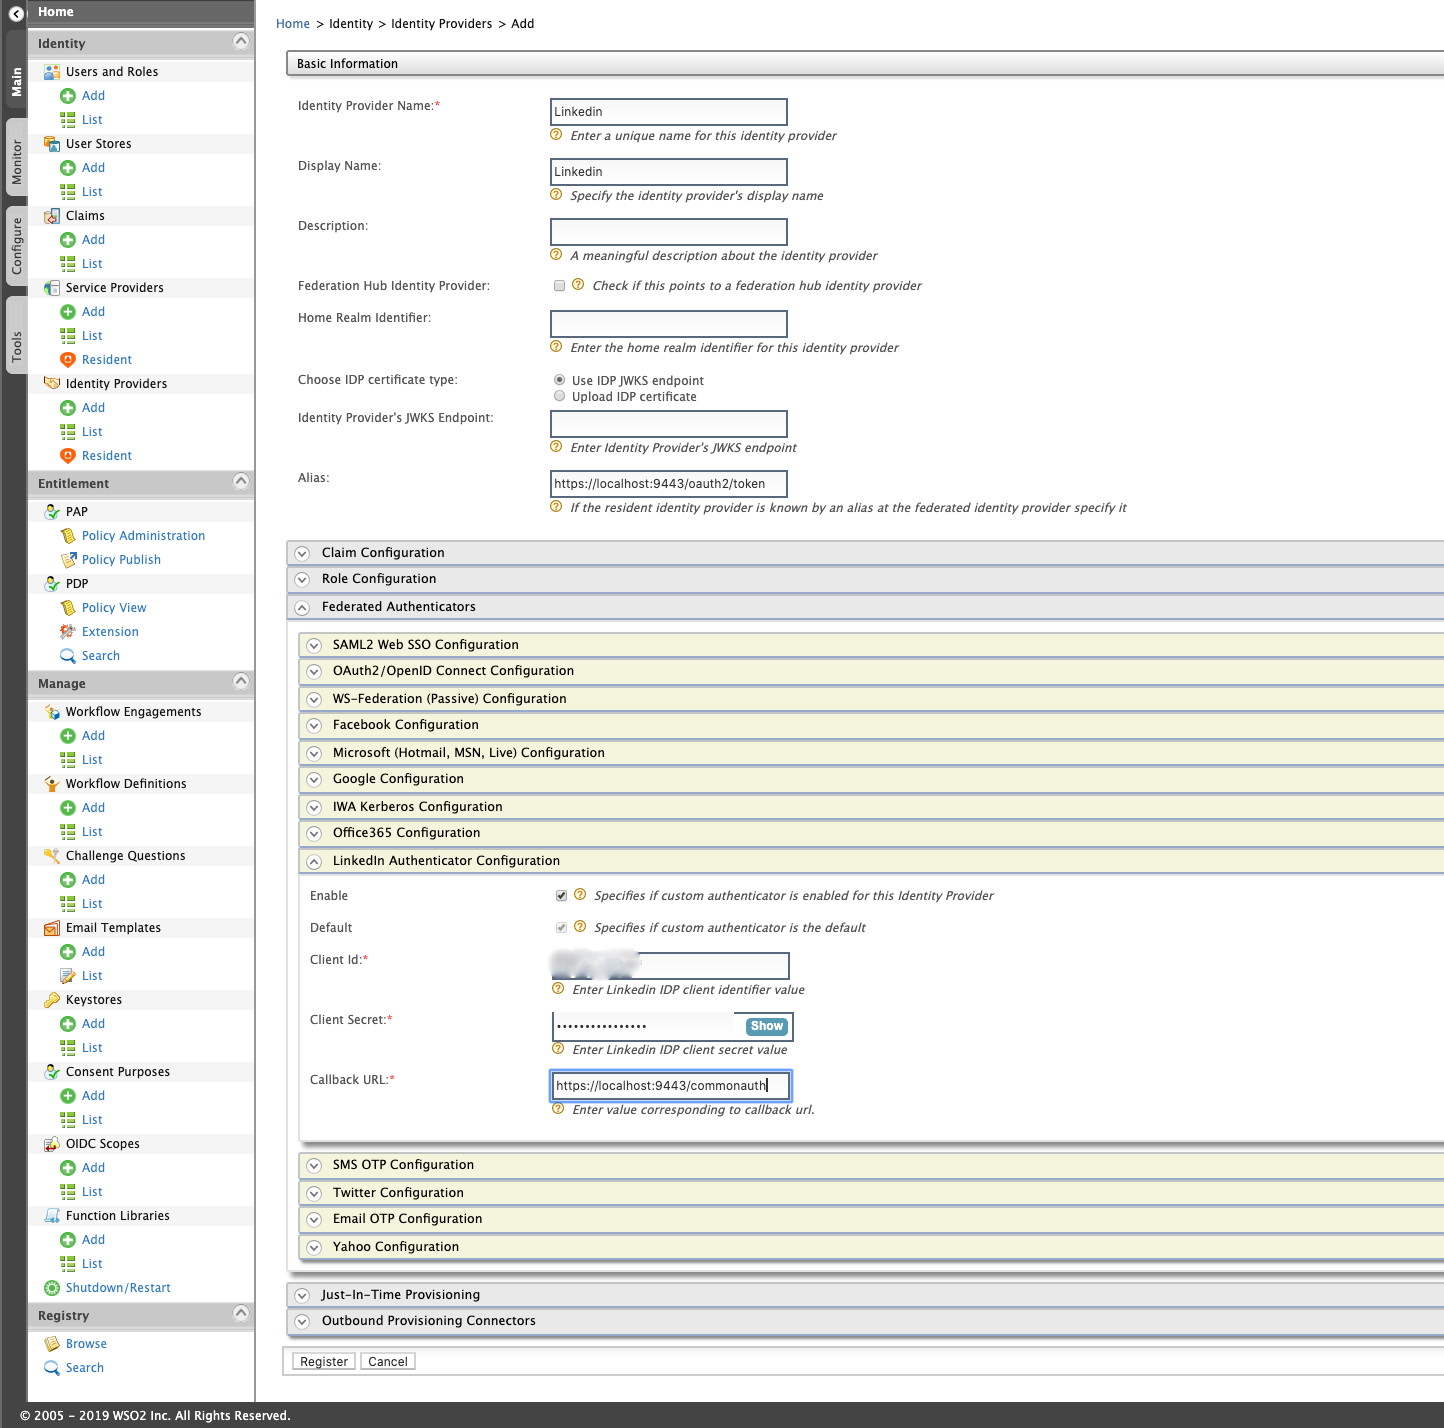 Home
Identity
Users and Roles
Add
List
User Stores
Add
List
Claims
Add
List
Service Providers
Add
List
Resident
Identity Providers
Add
List
Resident
Entitlement
PAP
Policy Administration
Policy Publish
PDP
Policy View
Extension
Search
Manage
Workflow Engagements
Add
List
Workflow Definitions
Add
List
Challenge Questions
Add
List
Email Templates
Add
List
Keystores
Add
List
Consent Purposes
Add
List
OIDC Scopes
Add
List
Function Libraries
Add
List
Shutdown/Restart
Registry
Browse
Search
Main
Monitor
Configure
Tools
Home > Identity > Identity Providers > Add
Basic Information
Identity Provider Name:*
Linkedin
Enter a unique name for this identity provider
Display Name:
Linkedin
Specify the identity provider's display name
Description:
A meaningful description about the identity provider
Federation Hub Identity Provider:
Check if this points to a federation hub identity provider
Home Realm Identifier:
Enter the home realm identifier for this identity provider
Choose IDP certificate type:
Use IDP JWKS endpoint
Upload IDP certificate
Identity Provider's JWKS Endpoint:
Enter Identity Provider's JWKS endpoint
Alias:
https://localhost:9443/oauth2/token
If the resident identity provider is known by an alias at the federated identity provider specify it
Claim Configuration
Role Configuration
Federated Authenticators
SAML2 Web SSO Configuration
OAuth2/OpenID Connect Configuration
WS-Federation (Passive) Configuration
Facebook Configuration
Microsoft (Hotmail, MSN, Live) Configuration
Google Configuration
IWA Kerberos Configuration
Office365 Configuration
LinkedIn Authenticator Configuration
Enable
Specifies if custom authenticator is enabled for this Identity Provider
Default
Specifies if custom authenticator is the default
Client Id:*
Enter Linkedin IDP client identifier value
Client Secret:*
••••••••••••••••
Show
Enter Linkedin IDP client secret value
Callback URL:*
https://localhost:9443/commonauth
Enter value corresponding to callback url.
SMS OTP Configuration
Twitter Configuration
Email OTP Configuration
Yahoo Configuration
Just-In-Time Provisioning
Outbound Provisioning Connectors
Register
Cancel
© 2005 - 2019 WSO2 Inc. All Rights Reserved.